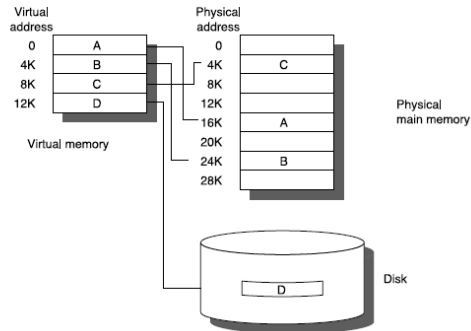 Virtual
address
0 A
4K B
8K C
12K D
Virtual memory
Physical
address
0
4K C
8K
12K
16K A
20K
24K B
28K
Physical
main memory
D
Disk